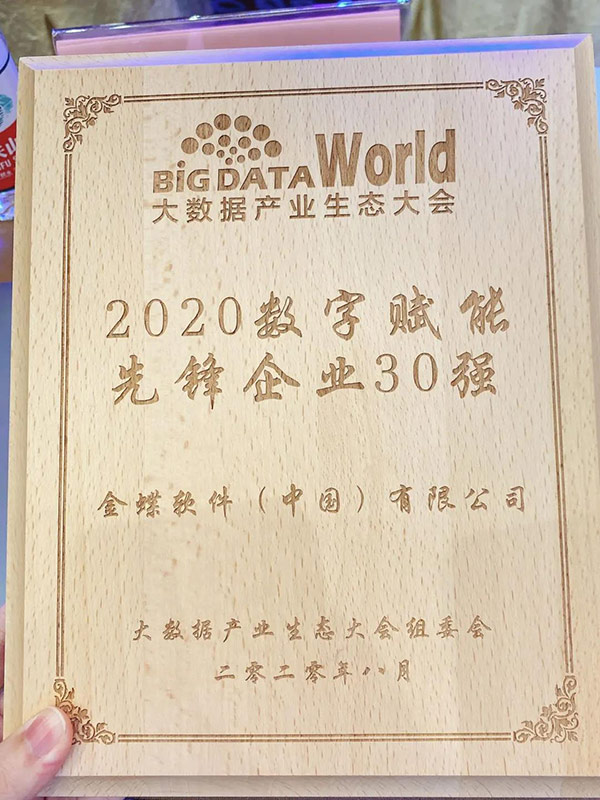 BiG DATA World
大数据产业生态大会
2020数字赋能
先锋企业30强
金蝶软件（中国）有限公司
大数据产业生态大会组委会
二零二零年八月